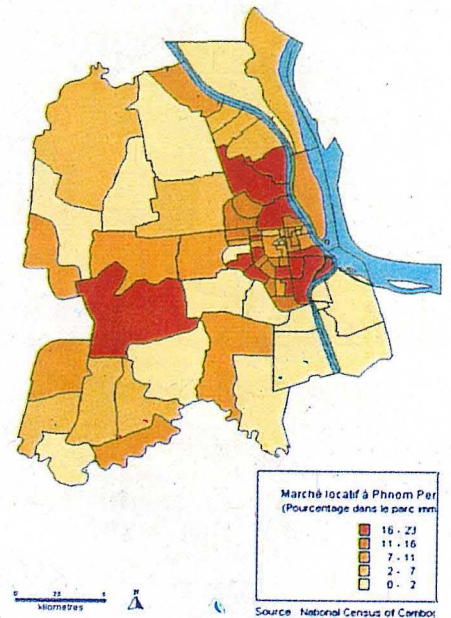 Marché locatif à Phnom Per
(Pourcentage dans le parc imm
16 - 23
11 - 16
7 - 11
2 - 7
0 - 2
kilometres
N
Source National Census of Cambod